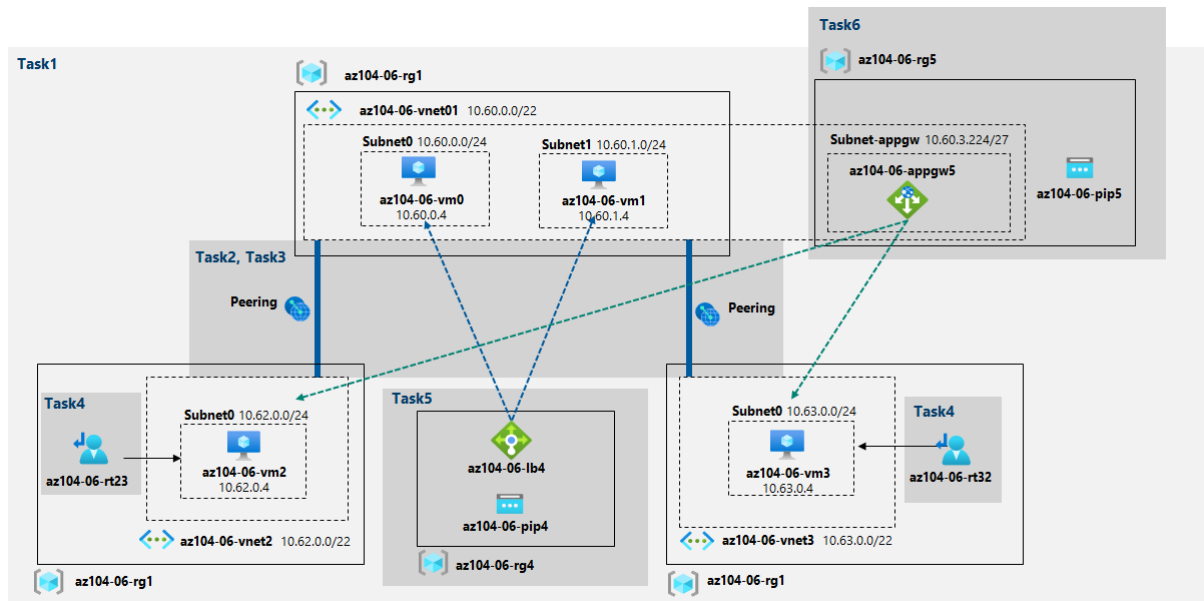 Task1
az104-06-rg1
az104-06-vnet01 10.60.0.0/22
Subnet0 10.60.0.0/24
az104-06-vm0
10.60.0.4
Subnet1 10.60.1.0/24
az104-06-vm1
10.60.1.4
Task6
az104-06-rg5
Subnet-appgw 10.60.3.224/27
az104-06-appgw5
az104-06-pip5
Task2, Task3
Peering
Peering
Task4
az104-06-rt23
Subnet0 10.62.0.0/24
az104-06-vm2
10.62.0.4
az104-06-vnet2 10.62.0.0/22
az104-06-rg1
Task5
az104-06-lb4
az104-06-pip4
az104-06-rg4
Subnet0 10.63.0.0/24
az104-06-vm3
10.63.0.4
Task4
az104-06-rt32
az104-06-vnet3 10.63.0.0/22
az104-06-rg1